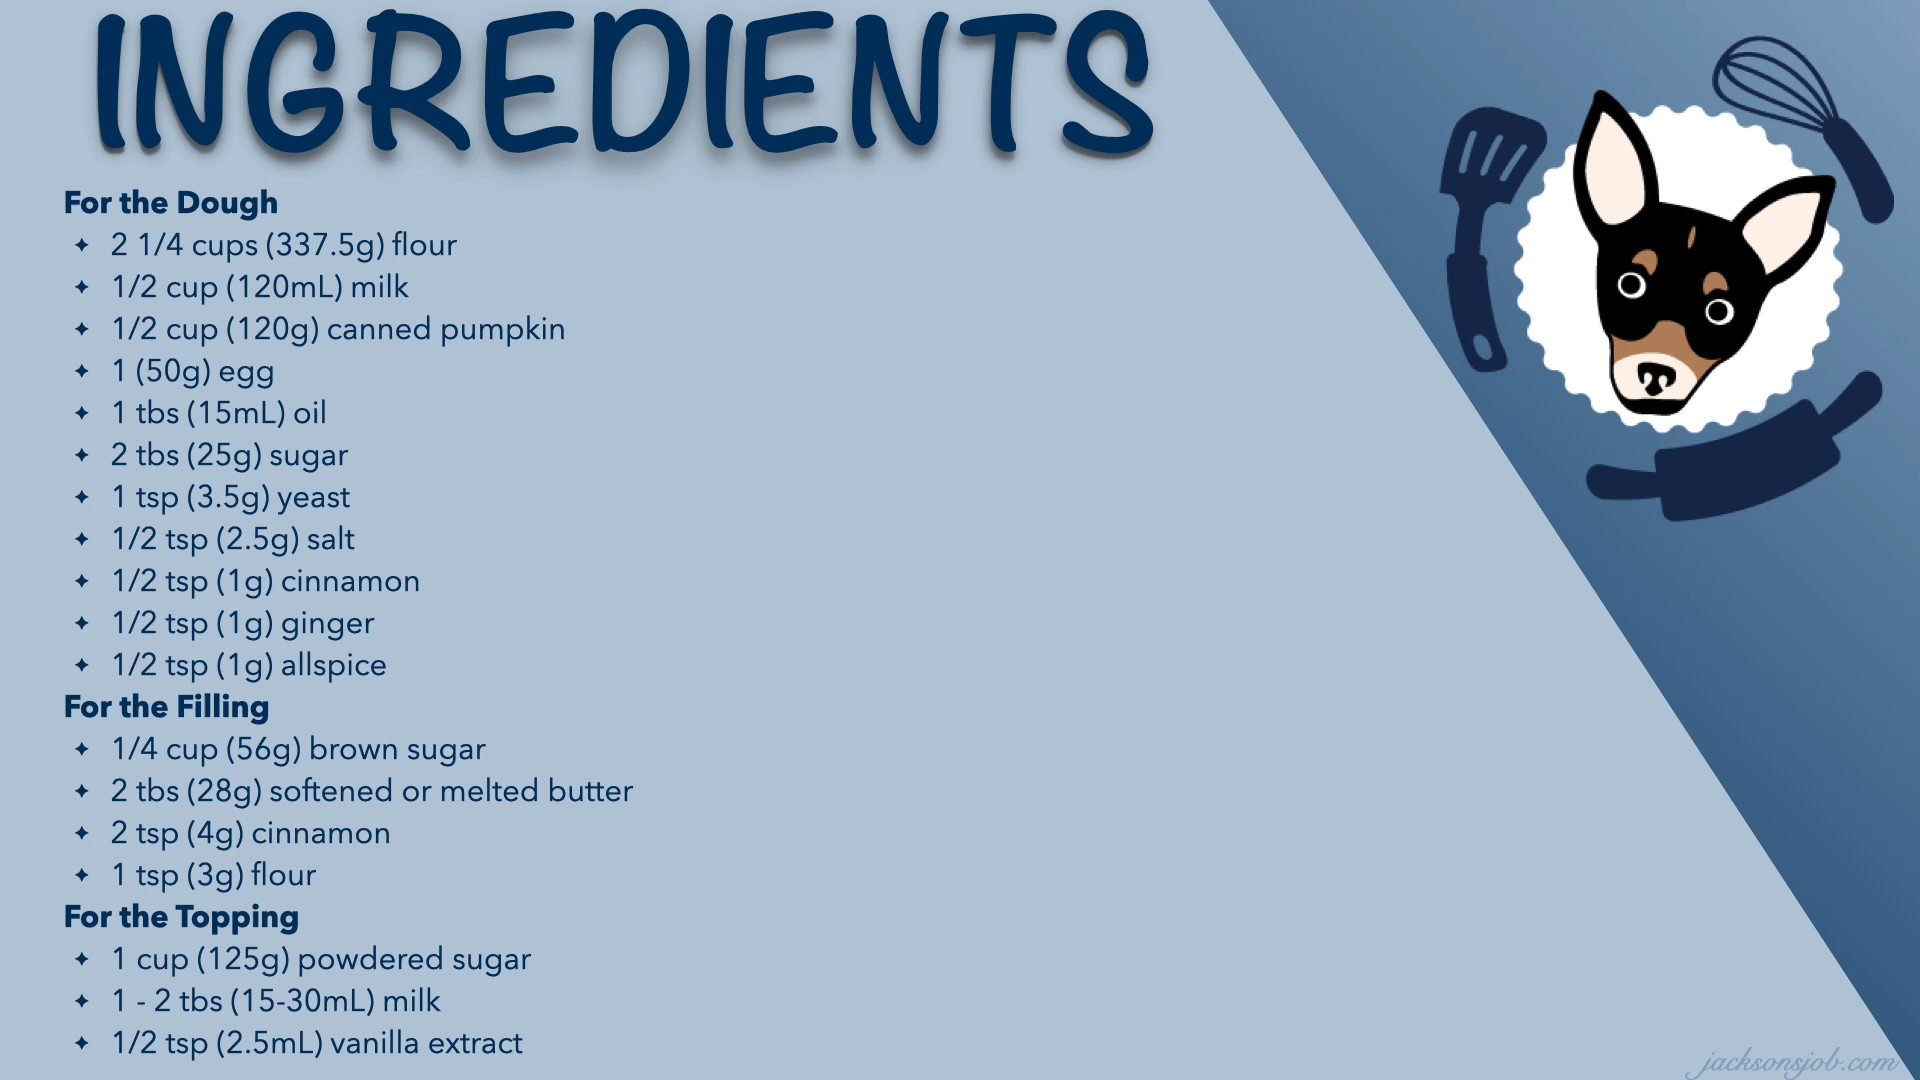 INGREDIENTS
For the Dough
✦ 2 1/4 cups (337.5g) flour
✦ 1/2 cup (120mL) milk
✦ 1/2 cup (120g) canned pumpkin
✦ 1 (50g) egg
✦ 1 tbs (15mL) oil
✦ 2 tbs (25g) sugar
✦ 1 tsp (3.5g) yeast
✦ 1/2 tsp (2.5g) salt
✦ 1/2 tsp (1g) cinnamon
✦ 1/2 tsp (1g) ginger
✦ 1/2 tsp (1g) allspice
For the Filling
✦ 1/4 cup (56g) brown sugar
✦ 2 tbs (28g) softened or melted butter
✦ 2 tsp (4g) cinnamon
✦ 1 tsp (3g) flour
For the Topping
✦ 1 cup (125g) powdered sugar
✦ 1 - 2 tbs (15-30mL) milk
✦ 1/2 tsp (2.5mL) vanilla extract
jacksonsjob.com